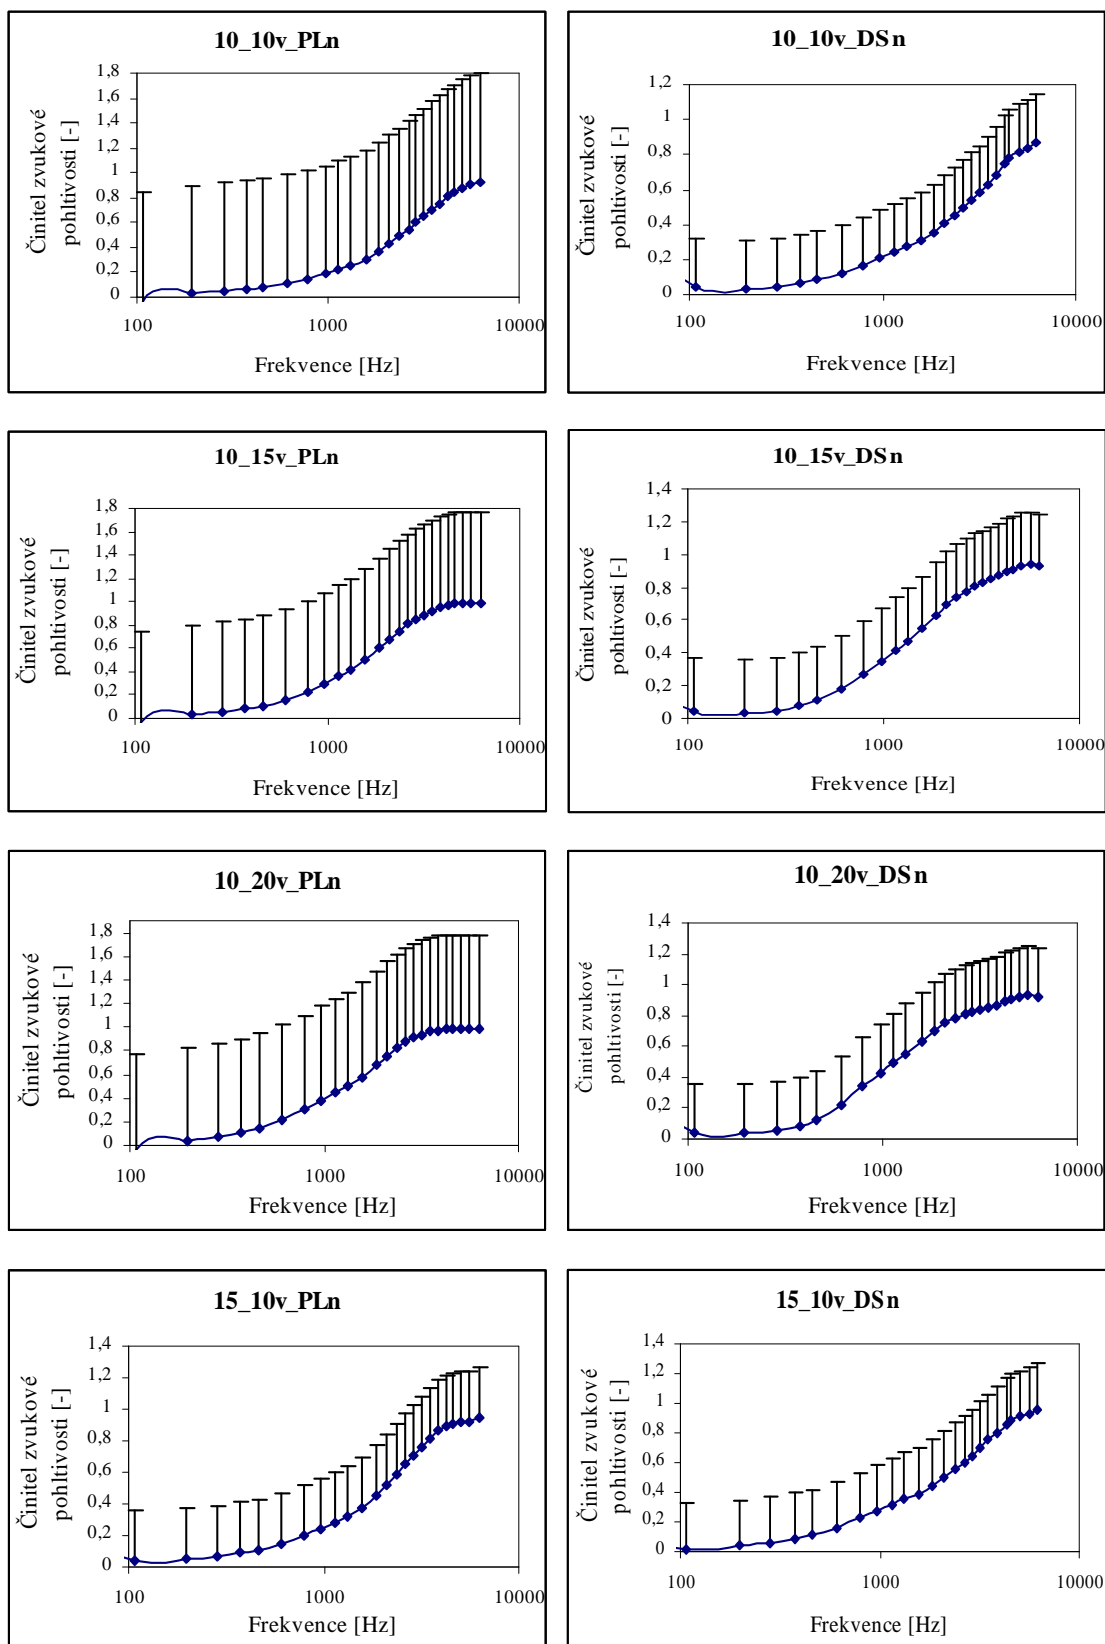 10_10v_PLn
Činitel zvukové
pohltivosti [-]
1,8
1,6
1,4
1,2
1
0,8
0,6
0,4
0,2
0
100
1000
10000
Frekvence [Hz]
10_10v_DSn
Činitel zvukové
pohltivosti [-]
1,2
1
0,8
0,6
0,4
0,2
0
100
1000
10000
Frekvence [Hz]
10_15v_PLn
Činitel zvukové
pohltivosti [-]
1,8
1,6
1,4
1,2
1
0,8
0,6
0,4
0,2
0
100
1000
10000
Frekvence [Hz]
10_15v_DSn
Činitel zvukové
pohltivosti [-]
1,4
1,2
1
0,8
0,6
0,4
0,2
0
100
1000
10000
Frekvence [Hz]
10_20v_PLn
Činitel zvukové
pohltivosti [-]
1,8
1,6
1,4
1,2
1
0,8
0,6
0,4
0,2
0
100
1000
10000
Frekvence [Hz]
10_20v_DSn
Činitel zvukové
pohltivosti [-]
1,4
1,2
1
0,8
0,6
0,4
0,2
0
100
1000
10000
Frekvence [Hz]
15_10v_PLn
Činitel zvukové
pohltivosti [-]
1,4
1,2
1
0,8
0,6
0,4
0,2
0
100
1000
10000
Frekvence [Hz]
15_10v_DSn
Činitel zvukové
pohltivosti [-]
1,4
1,2
1
0,8
0,6
0,4
0,2
0
100
1000
10000
Frekvence [Hz]